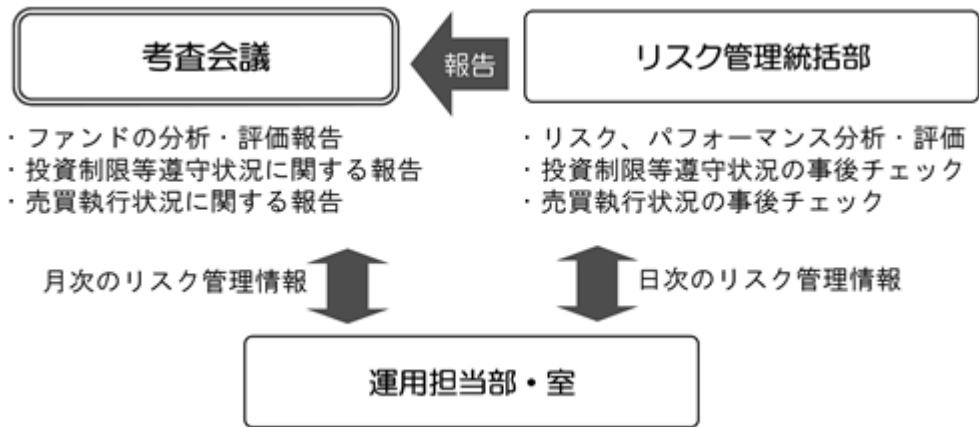 考査会議
報告
リスク管理統括部
・ファンドの分析・評価報告
・投資制限等遵守状況に関する報告
・売買執行状況に関する報告
・リスク、パフォーマンス分析・評価
・投資制限等遵守状況の事後チェック
・売買執行状況の事後チェック
月次のリスク管理情報
日次のリスク管理情報
運用担当部・室